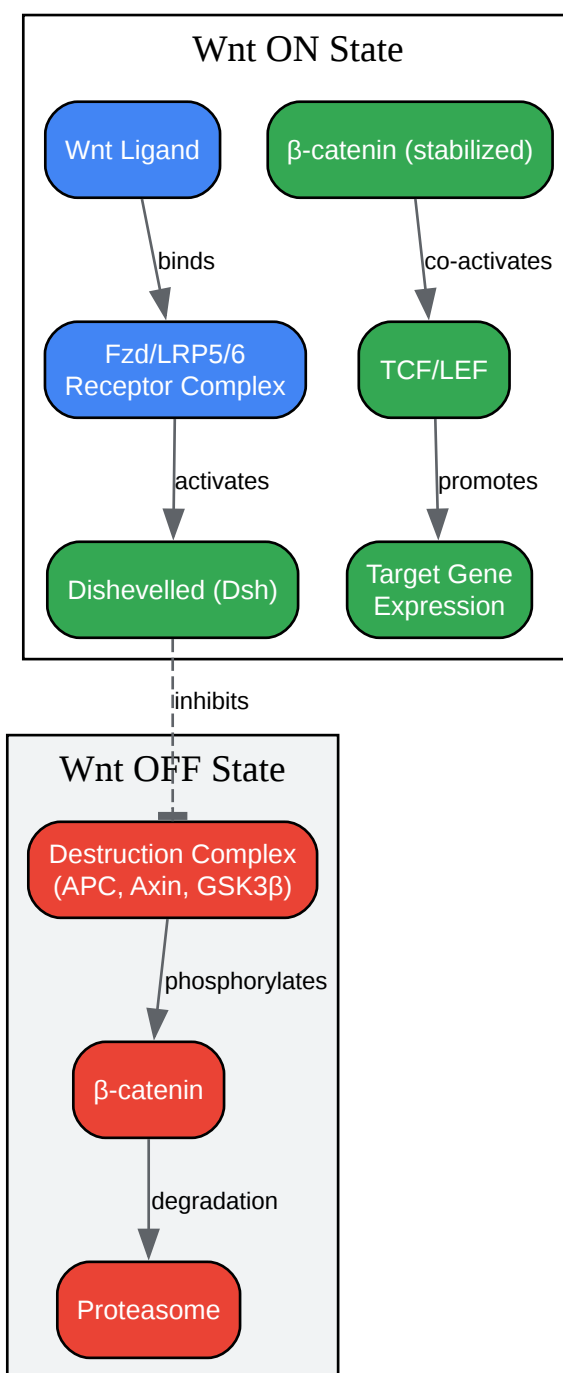 Wnt ON State
Wnt Ligand
β-catenin (stabilized)
binds
co-activates
Fzd/LRP5/6
Receptor Complex
TCF/LEF
activates
promotes
Dishevelled (Dsh)
Target Gene
Expression
inhibits
Wnt OFF State
Destruction Complex
(APC, Axin, GSK3β)
phosphorylates
β-catenin
degradation
Proteasome